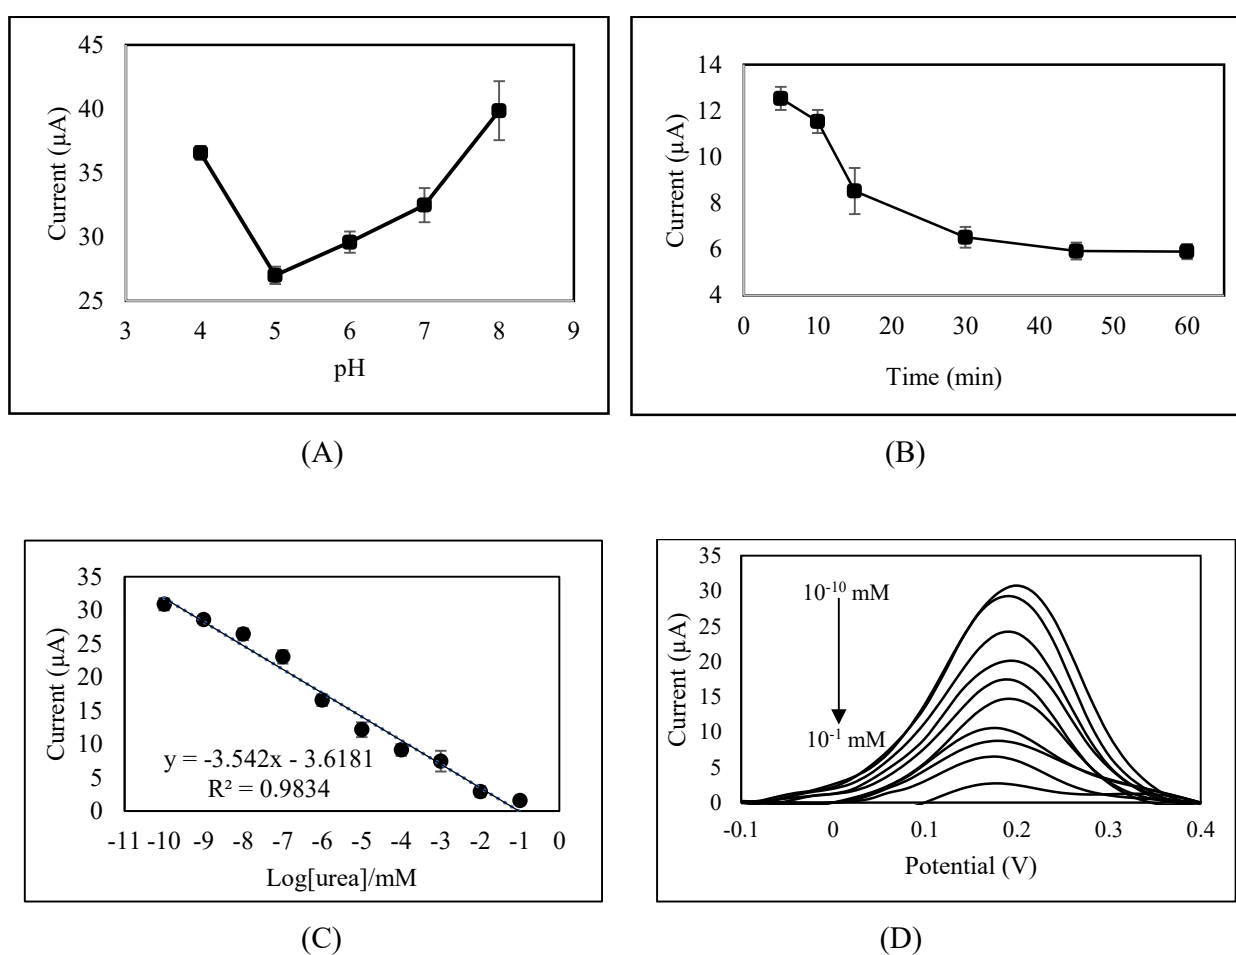 45
40
35
30
25
Current (µA)
3 4 5 6 7 8 9
pH
(A)
14
12
10
8
6
4
Current (µA)
0 10 20 30 40 50 60
Time (min)
(B)
35
30
25
20
15
10
5
0
Current (µA)
y = -3.542x - 3.6181
R² = 0.9834
-11 -10 -9 -8 -7 -6 -5 -4 -3 -2 -1 0
Log[urea]/mM
(C)
35
30
25
20
15
10
5
0
Current (µA)
10⁻¹⁰ mM
10⁻¹ mM
-0.1 0 0.1 0.2 0.3 0.4
Potential (V)
(D)